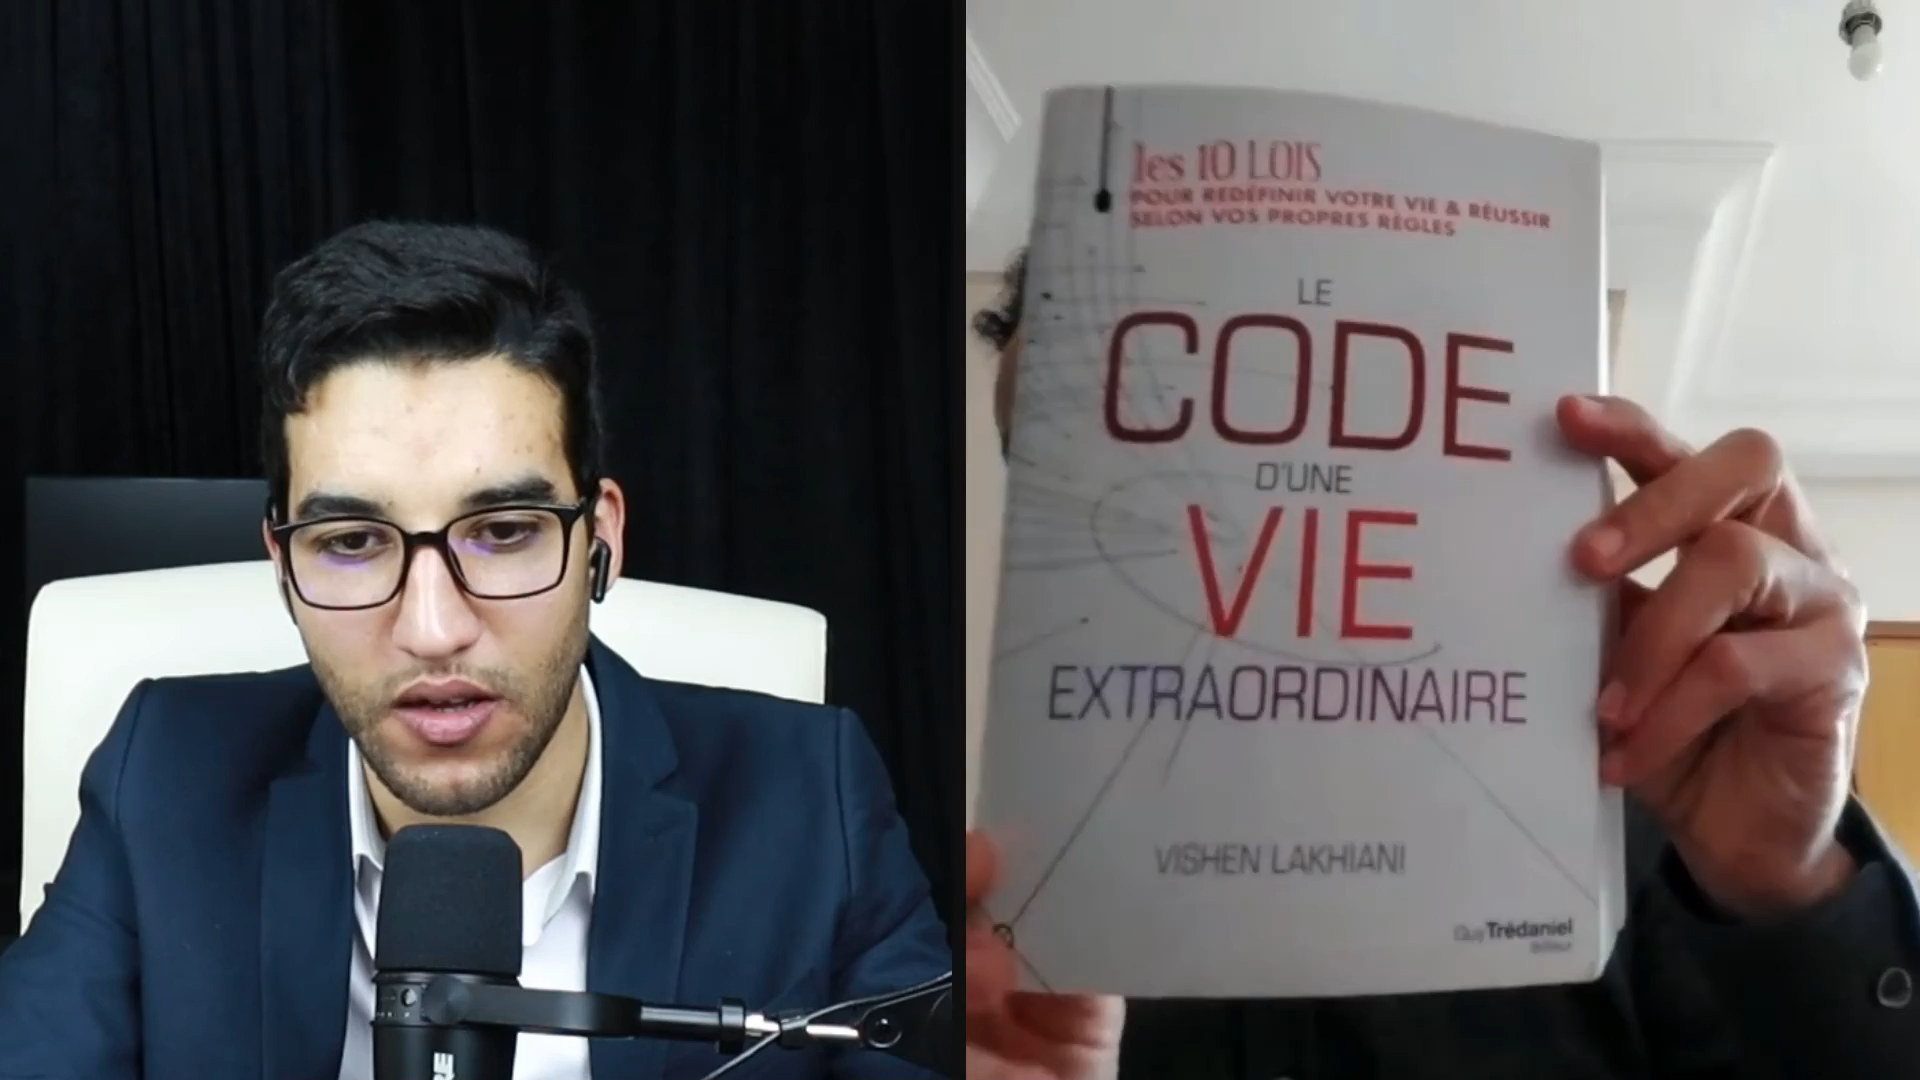 les 10 LOIS
POUR REDÉFINIR VOTRE VIE & RÉUSSIR
SELON VOS PROPRES RÈGLES
LE
CODE
D'UNE
VIE
EXTRAORDINAIRE
VISHEN LAKHIANI
Guy Trédaniel
éditeur